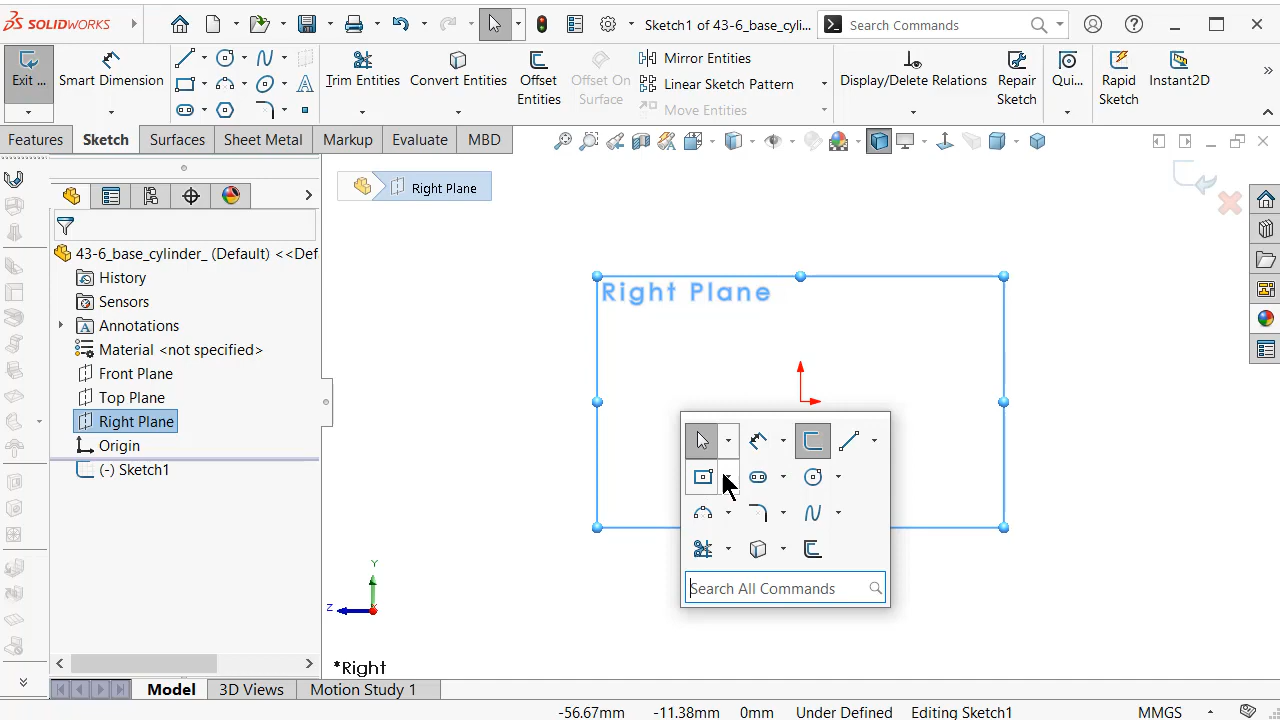 SOLIDWORKS
Sketch1 of 43-6_base_cyli...
Search Commands
Exit ...
Smart Dimension
Trim Entities
Convert Entities
Offset Entities
Offset On Surface
Mirror Entities
Linear Sketch Pattern
Move Entities
Display/Delete Relations
Repair Sketch
Qui...
Rapid Sketch
Instant2D
Features
Sketch
Surfaces
Sheet Metal
Markup
Evaluate
MBD
Right Plane
43-6_base_cylinder_ (Default) <<Def
History
Sensors
Annotations
Material <not specified>
Front Plane
Top Plane
Right Plane
Origin
(-) Sketch1
Right Plane
Search All Commands
Y
Z
*Right
Model
3D Views
Motion Study 1
-56.67mm
-11.38mm
0mm
Under Defined
Editing Sketch1
MMGS